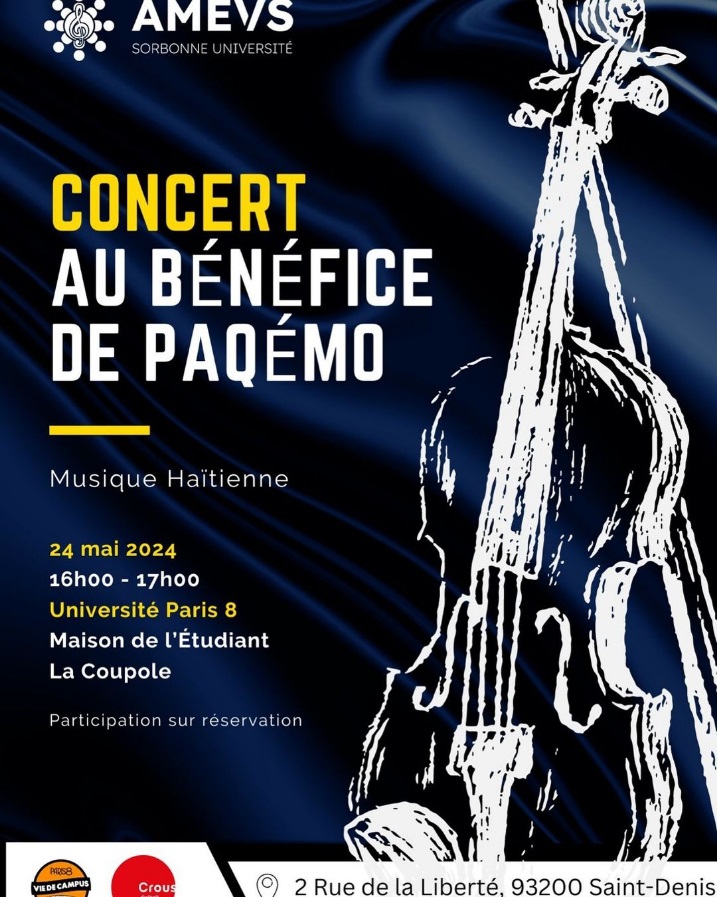 AMEVS
SORBONNE UNIVERSITÉ
CONCERT
AU BÉNÉFICE
DE PAQÉMO
Musique Haïtienne
24 mai 2024
16h00 - 17h00
Université Paris 8
Maison de l'Étudiant
La Coupole
Participation sur réservation
PARIS8
VIE DE CAMPUS
Crous
2 Rue de la Liberté, 93200 Saint-Denis